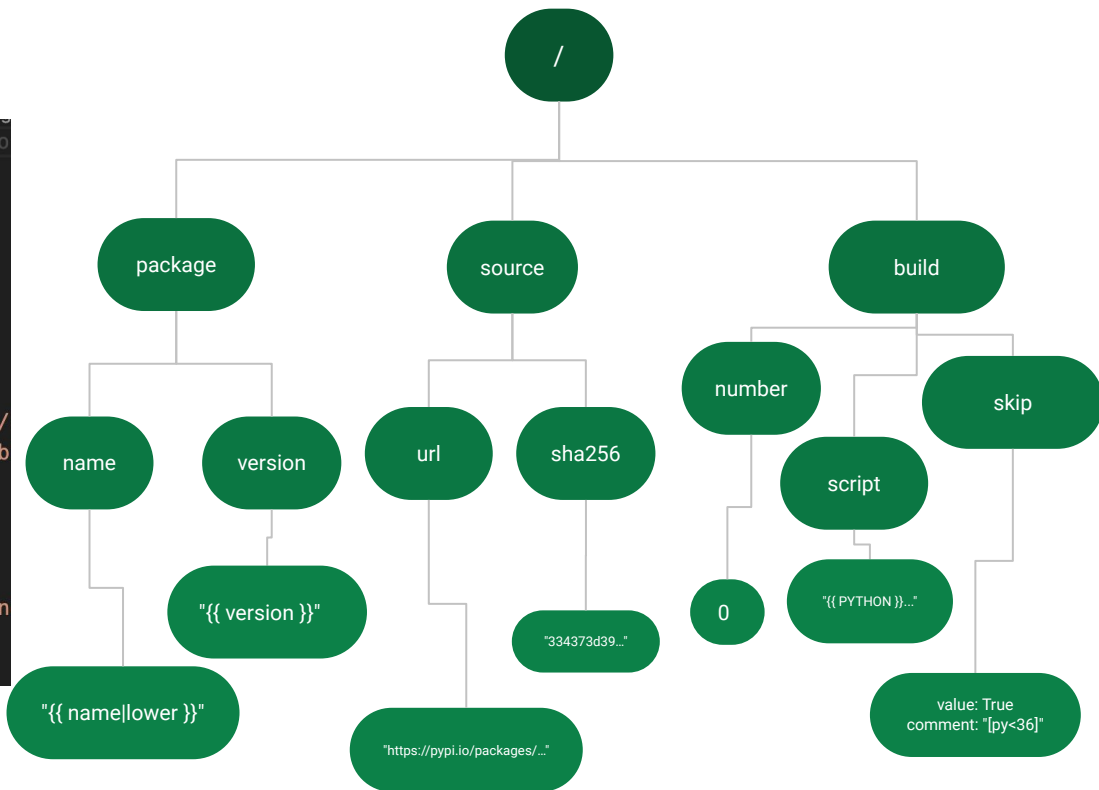 /
package
source
build
number
skip
name
version
url
sha256
script
"{{ version }}"
0
"{{ PYTHON }}..."
"334373d39..."
"{{ name|lower }}"
"https://pypi.io/packages/..."
value: True
comment: "[py<36]"
/
b
n